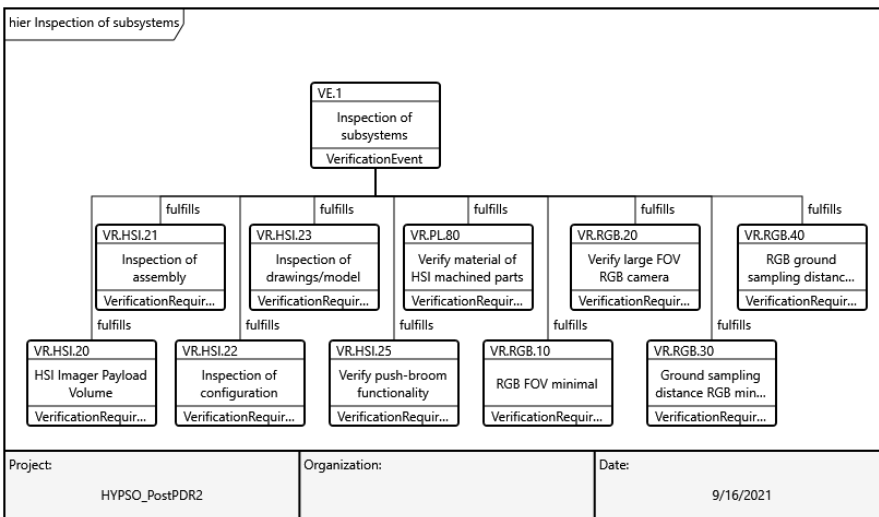 hier Inspection of subsystems
VE.1
Inspection of
subsystems
VerificationEvent
fulfills
fulfills
fulfills
fulfills
fulfills
VR.HSI.21
Inspection of
assembly
VerificationRequir...
VR.HSI.23
Inspection of
drawings/model
VerificationRequir...
VR.PL.80
Verify material of
HSI machined parts
VerificationRequir...
VR.RGB.20
Verify large FOV
RGB camera
VerificationRequir...
VR.RGB.40
RGB ground
sampling distanc...
VerificationRequir...
fulfills
fulfills
fulfills
fulfills
fulfills
VR.HSI.20
HSI Imager Payload
Volume
VerificationRequir...
VR.HSI.22
Inspection of
configuration
VerificationRequir...
VR.HSI.25
Verify push-broom
functionality
VerificationRequir...
VR.RGB.10
RGB FOV minimal
VerificationRequir...
VR.RGB.30
Ground sampling
distance RGB min...
VerificationRequir...
Project:
HYPSO_PostPDR2
Organization:
Date:
9/16/2021